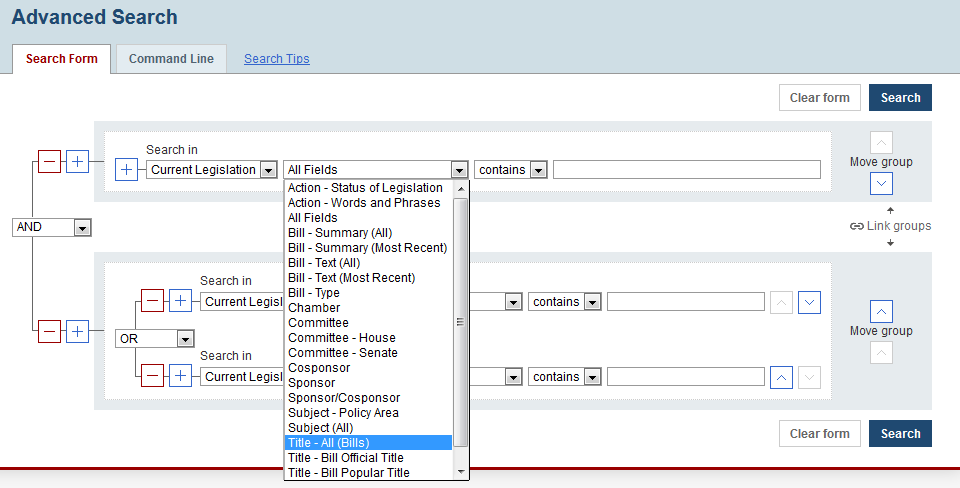 Advanced Search
Search Form Command Line Search Tips
Clear form Search
Search in
Current Legislation All Fields contains
Move group
Action - Status of Legislation
Action - Words and Phrases
All Fields
Bill - Summary (All)
Bill - Summary (Most Recent)
Bill - Text (All)
Bill - Text (Most Recent)
Bill - Type
Chamber
Committee
Committee - House
Committee - Senate
Cosponsor
Sponsor
Sponsor/Cosponsor
Subject - Policy Area
Subject (All)
Title - All (Bills)
Title - Bill Official Title
Title - Bill Popular Title
AND
Link groups
Search in
Current Legisl contains
OR
Move group
Search in
Current Legisl contains
Clear form Search